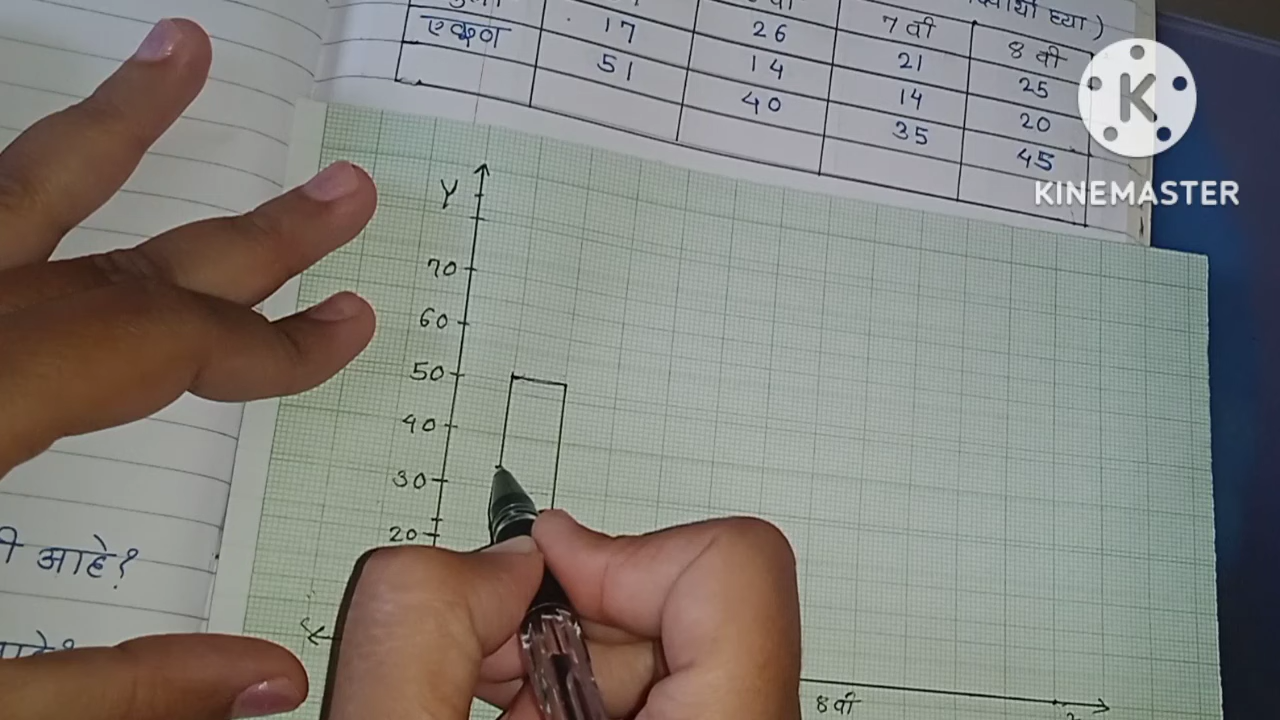 घ्या )
7 वी 8 वी
17 26 21 25
एकूण 51 14 14 20
40 35 45
Y
70
60
50
40
30
20
आहे?
8 वी
KINEMASTER